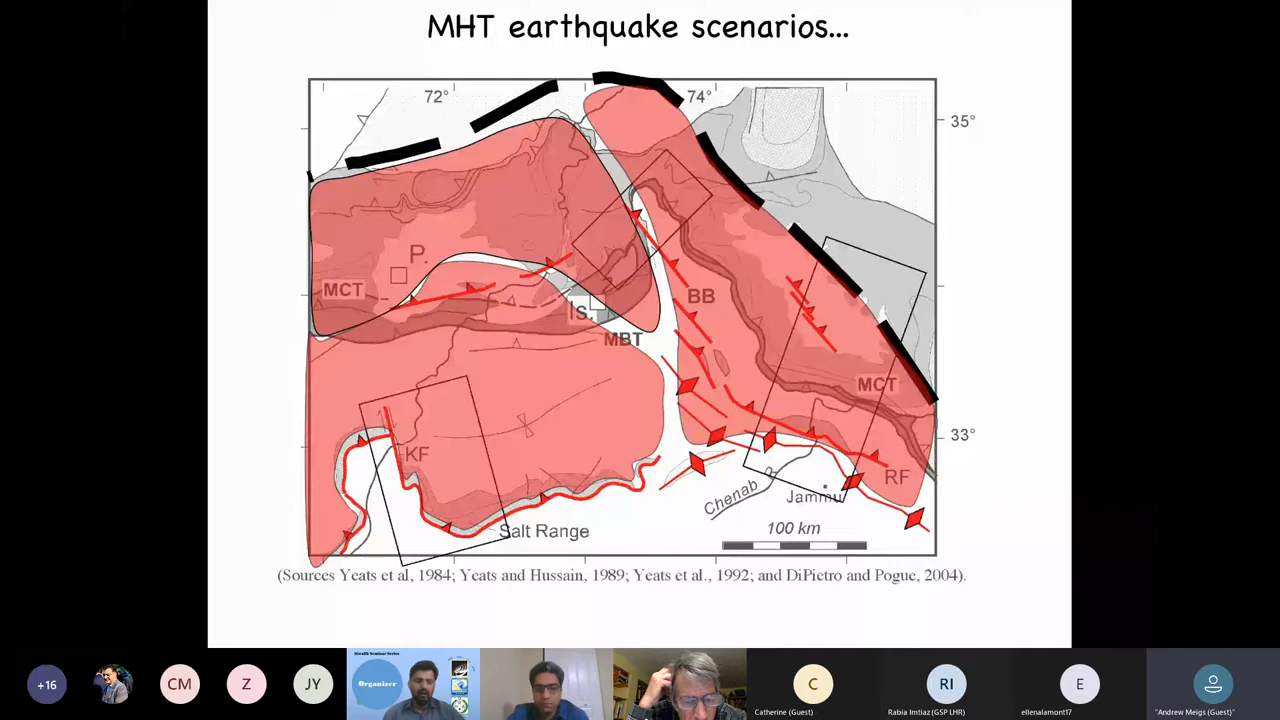 MHT earthquake scenarios...
72°
74°
35°
P.
MCT
BB
Is.
MBT
MCT
33°
KF
RF
Chenab
Jammu
Salt Range
100 km
(Sources Yeats et al, 1984; Yeats and Hussain, 1989; Yeats et al., 1992; and DiPietro and Pogue, 2004).
+16
CM
Z
JY
Organizer
C
RI
E
Catherine (Guest)
Rabia Imtiaz (GSP LHR)
ellenalamont17
"Andrew Meigs (Guest)"